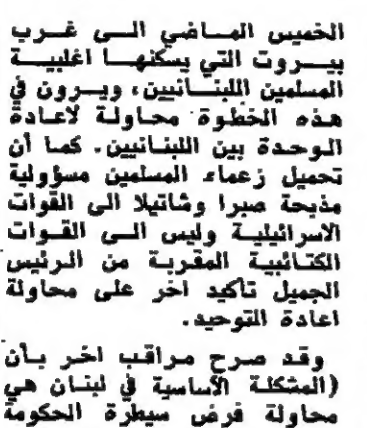 الخميس الماضي الى غرب
بيروت التي يسكنها اغلبية
المسلمين اللبنانيين، ويرون في
هذه الخطوة محاولة لاعادة
الوحدة بين اللبنانيين. كما أن
تحميل زعماء المسلمين مسؤولية
مذبحة صبرا وشاتيلا الى القوات
الاسرائيلية وليس الى القوات
الكتائبية المقربة من الرئيس
الجميل تأكيد اخر على محاولة
اعادة التوحيد.
وقد صرح مراقب اخر بأن
(المشكلة الأساسية في لبنان هي
محاولة فرض سيطرة الحكومة